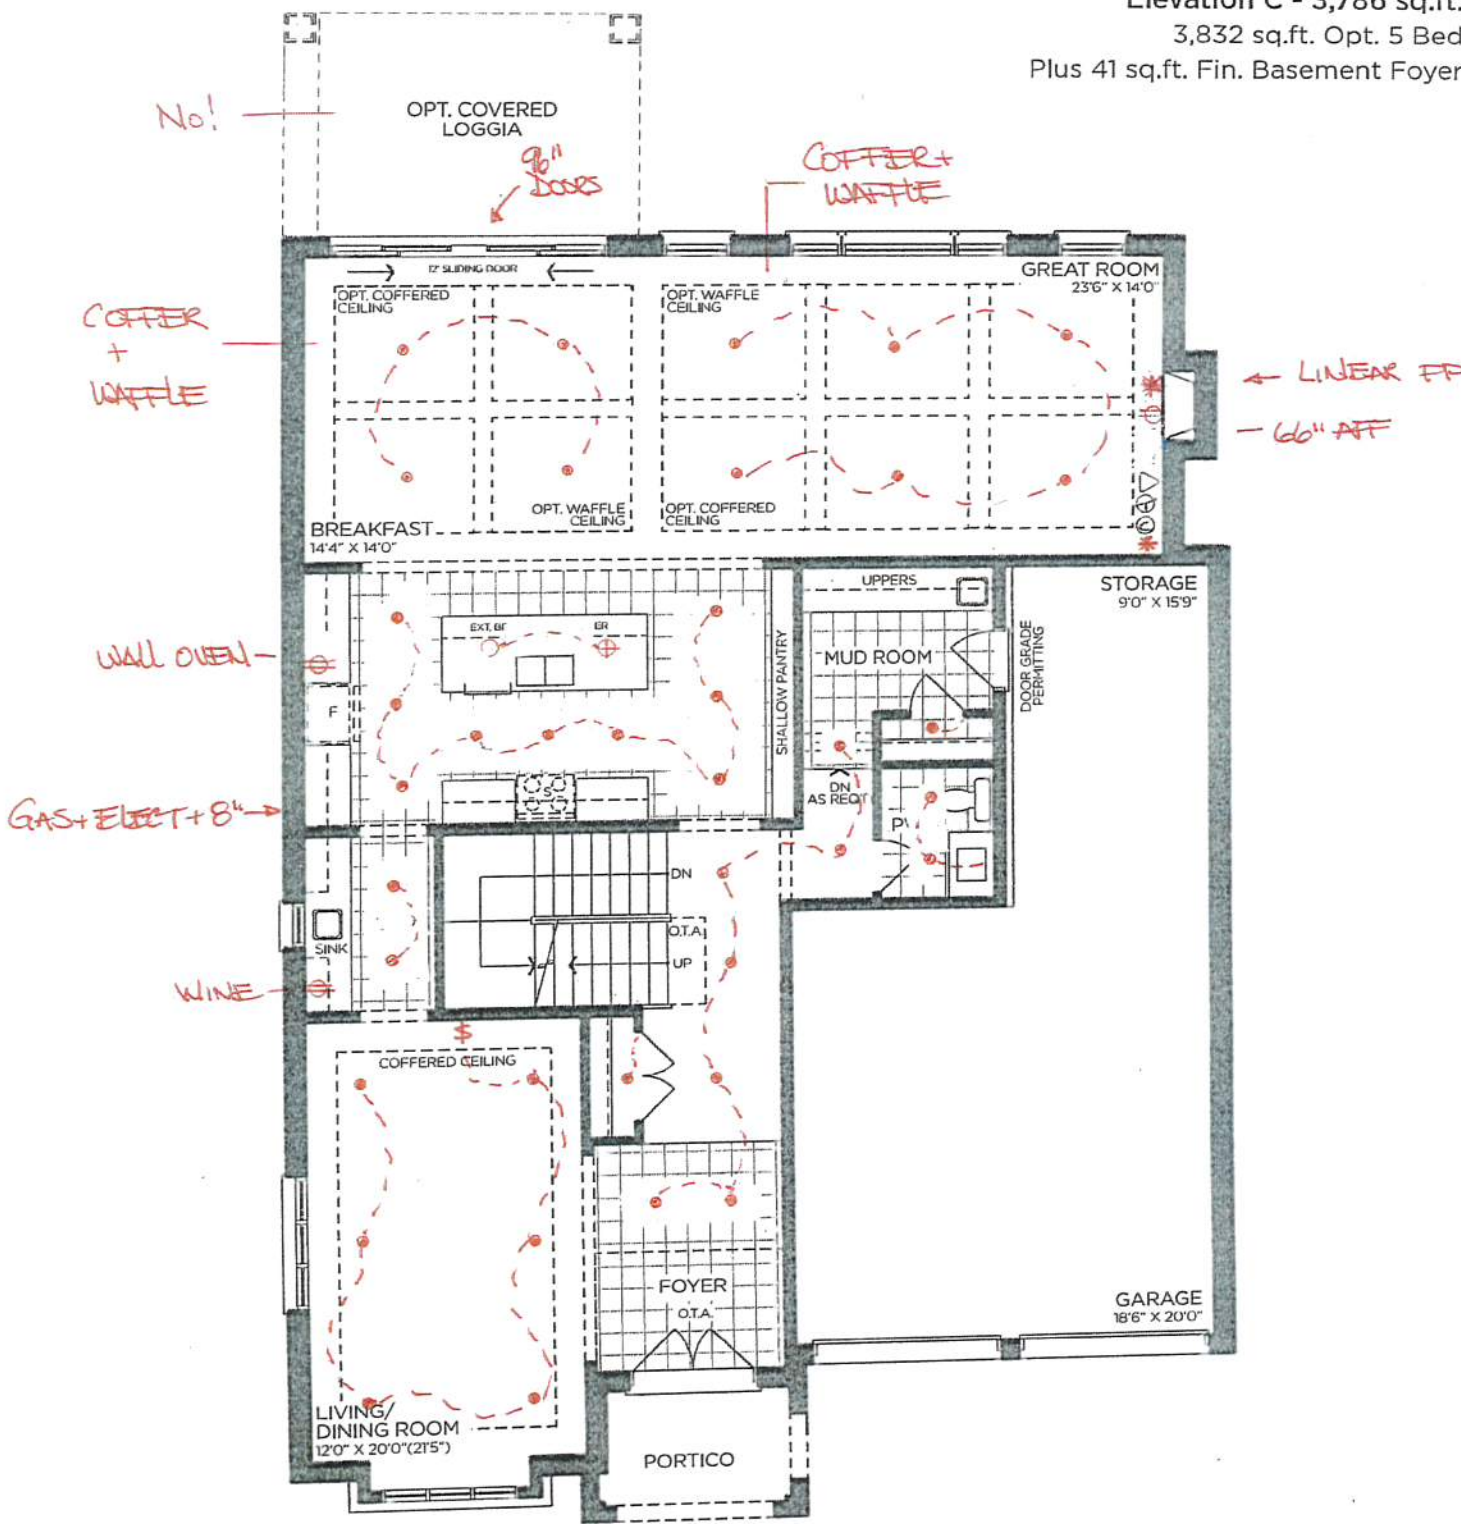 Elevation C - 3,786 sq.ft.
3,832 sq.ft. Opt. 5 Bed
Plus 41 sq.ft. Fin. Basement Foyer
No!
OPT. COVERED
LOGGIA
96"
DOORS
COFFER+
WAFFLE
12' SLIDING DOOR
GREAT ROOM
23'6" X 14'0"
OPT. COFFERED
CEILING
OPT. WAFFLE
CEILING
COFFER
+
WAFFLE
LINEAR FP
66" AFF
OPT. WAFFLE
CEILING
OPT. COFFERED
CEILING
BREAKFAST
14'4" X 14'0"
UPPERS
STORAGE
9'0" X 15'9"
WALL OVEN
MUD ROOM
DOOR GRADE
PERMITTING
SHALLOW PANTRY
F
S
GAS+ELECT+8"
DN
AS REQ'T
DN
O.T.A.
UP
SINK
WINE
$
COFFERED CEILING
FOYER
O.T.A.
GARAGE
18'6" X 20'0"
LIVING/
DINING ROOM
12'0" X 20'0"(21'5")
PORTICO